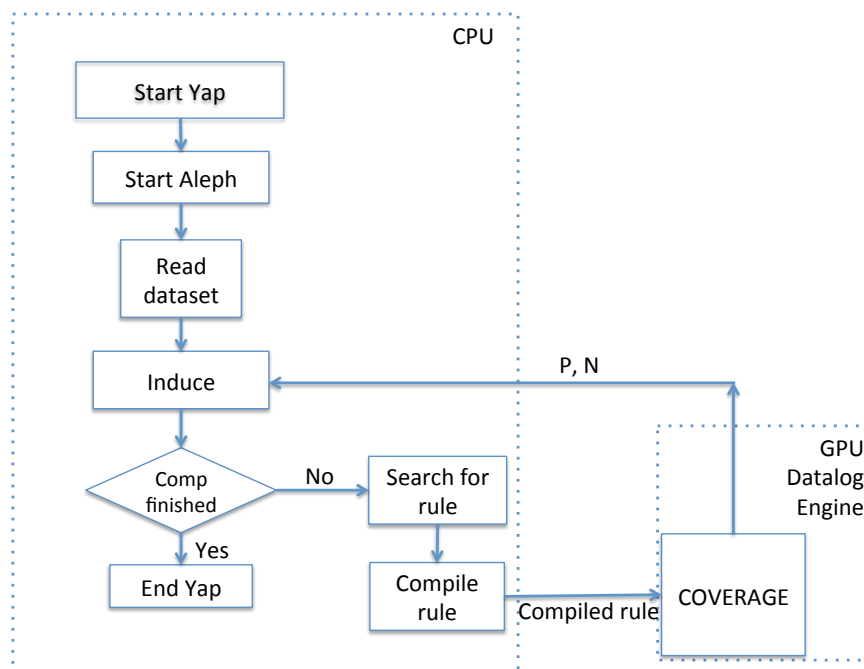 CPU
Start Yap
Start Aleph
Read
dataset
Induce
P, N
GPU
Datalog
Engine
Comp
finished
No
Search for
rule
Yes
End Yap
Compile
rule
Compiled rule
COVERAGE